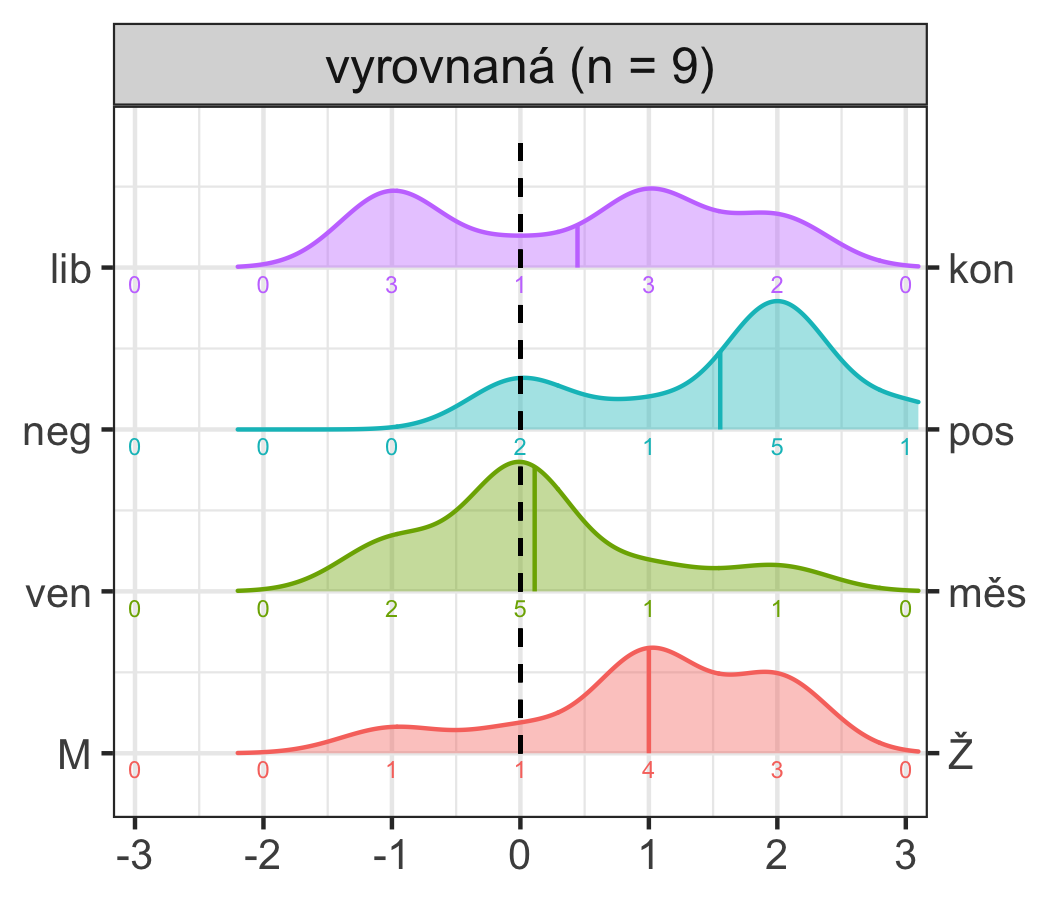 vyrovnaná (n = 9)
lib kon
0 0 3 1 3 2 0
neg pos
0 0 0 2 1 5 1
ven měs
0 0 2 5 1 1 0
M Ž
0 0 1 1 4 3 0
-3 -2 -1 0 1 2 3